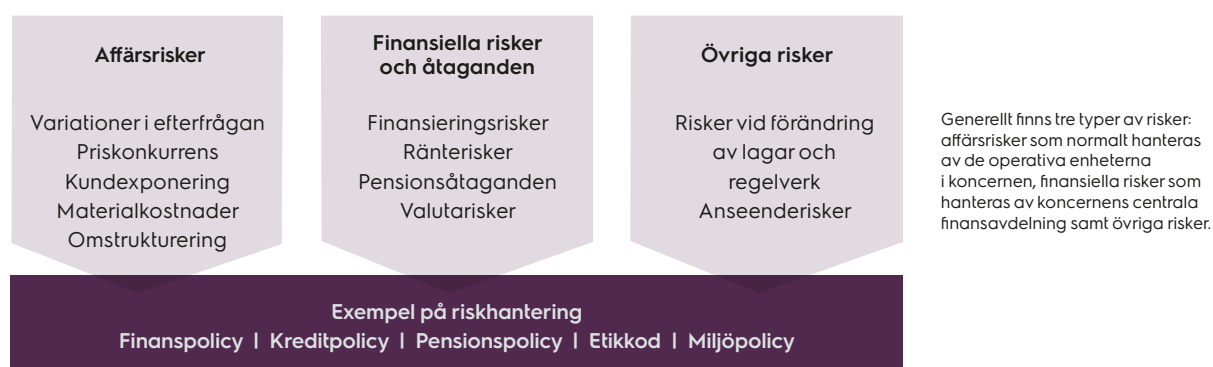 Affärsrisker
Variationer i efterfrågan
Priskonkurrens
Kundexponering
Materialkostnader
Omstrukturering
Finansiella risker
och åtaganden
Finansieringsrisker
Ränterisker
Pensionsåtaganden
Valutarisker
Övriga risker
Risker vid förändring
av lagar och
regelverk
Anseenderisker
Generellt finns tre typer av risker:
affärsrisker som normalt hanteras
av de operativa enheterna
i koncernen, finansiella risker som
hanteras av koncernens centrala
finansavdelning samt övriga risker.
Exempel på riskhantering
Finanspolicy | Kreditpolicy | Pensionspolicy | Etikkod | Miljöpolicy